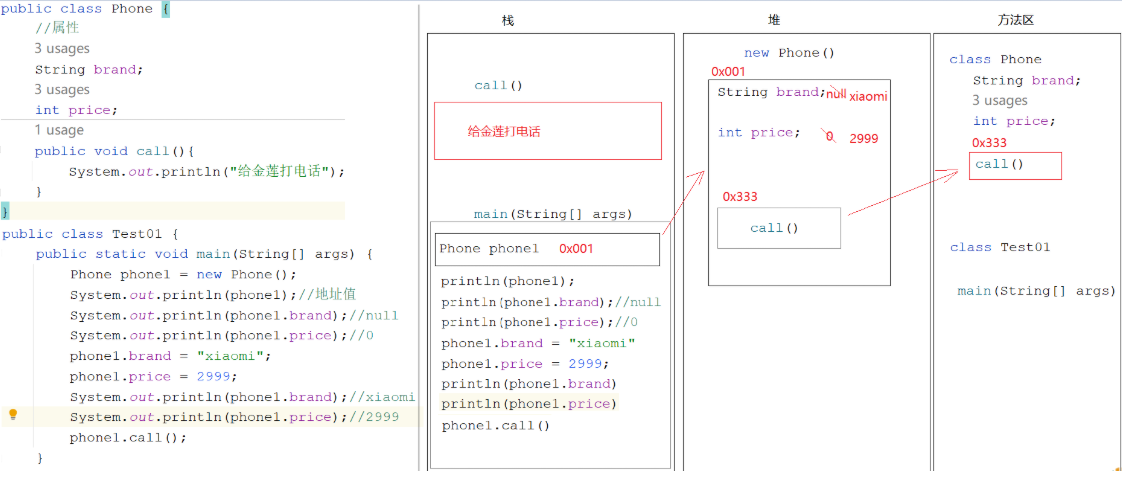 public class Phone {
//属性
3 usages
String brand;
3 usages
int price;
1 usage
public void call(){
System.out.println("给金莲打电话");
}
}
public class Test01 {
public static void main(String[] args) {
Phone phone1 = new Phone();
System.out.println(phone1);//地址值
System.out.println(phone1.brand);//null
System.out.println(phone1.price);//0
phone1.brand = "xiaomi";
phone1.price = 2999;
System.out.println(phone1.brand);//xiaomi
System.out.println(phone1.price);//2999
phone1.call();
}
栈
call()
给金莲打电话
main(String[] args)
Phone phone1 0x001
println(phone1);
println(phone1.brand);//null
println(phone1.price);//0
phone1.brand = "xiaomi"
phone1.price = 2999;
println(phone1.brand)
println(phone1.price)
phone1.call()
堆
new Phone()
0x001
String brand; null xiaomi
int price; 0 2999
0x333
call()
方法区
class Phone
String brand;
3 usages
int price;
0x333
call()
class Test01
main(String[] args)